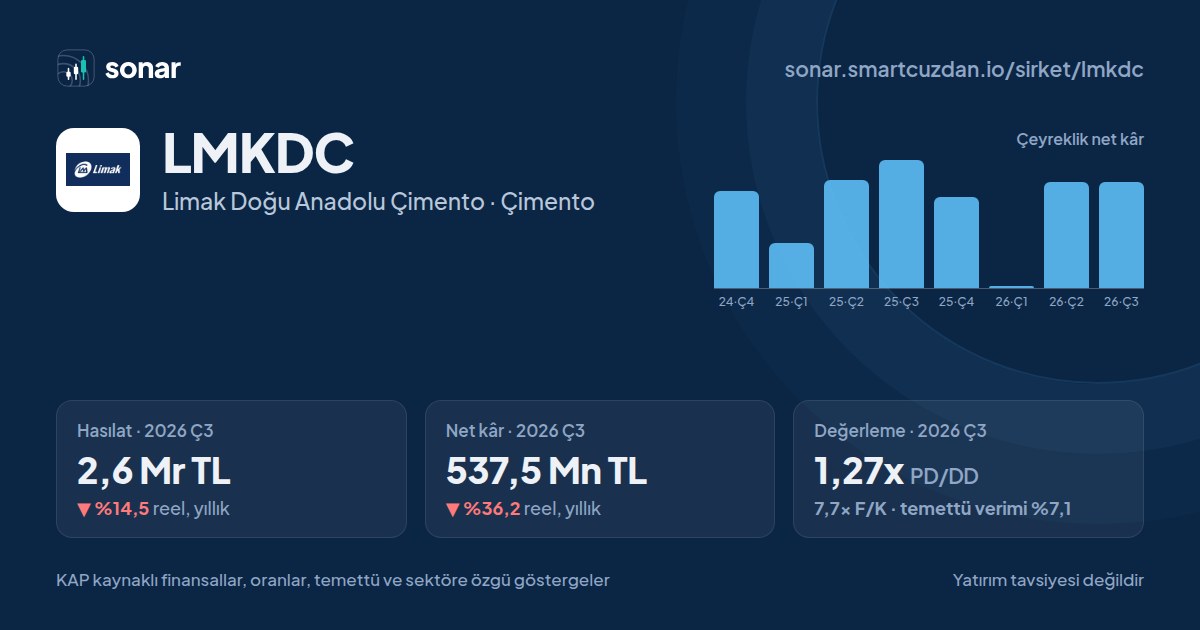 sonar
sonar.smartcuzdan.io/sirket/lmkdc
Limak
LMKDC
Limak Doğu Anadolu Çimento · Çimento
Çeyreklik net kâr
24·Ç4 25·Ç1 25·Ç2 25·Ç3 25·Ç4 26·Ç1 26·Ç2 26·Ç3
Hasılat · 2026 Ç3
2,6 Mr TL
▼ %14,5 reel, yıllık
Net kâr · 2026 Ç3
537,5 Mn TL
▼ %36,2 reel, yıllık
Değerleme · 2026 Ç3
1,27x PD/DD
7,7× F/K · temettü verimi %7,1
KAP kaynaklı finansallar, oranlar, temettü ve sektöre özgü göstergeler
Yatırım tavsiyesi değildir